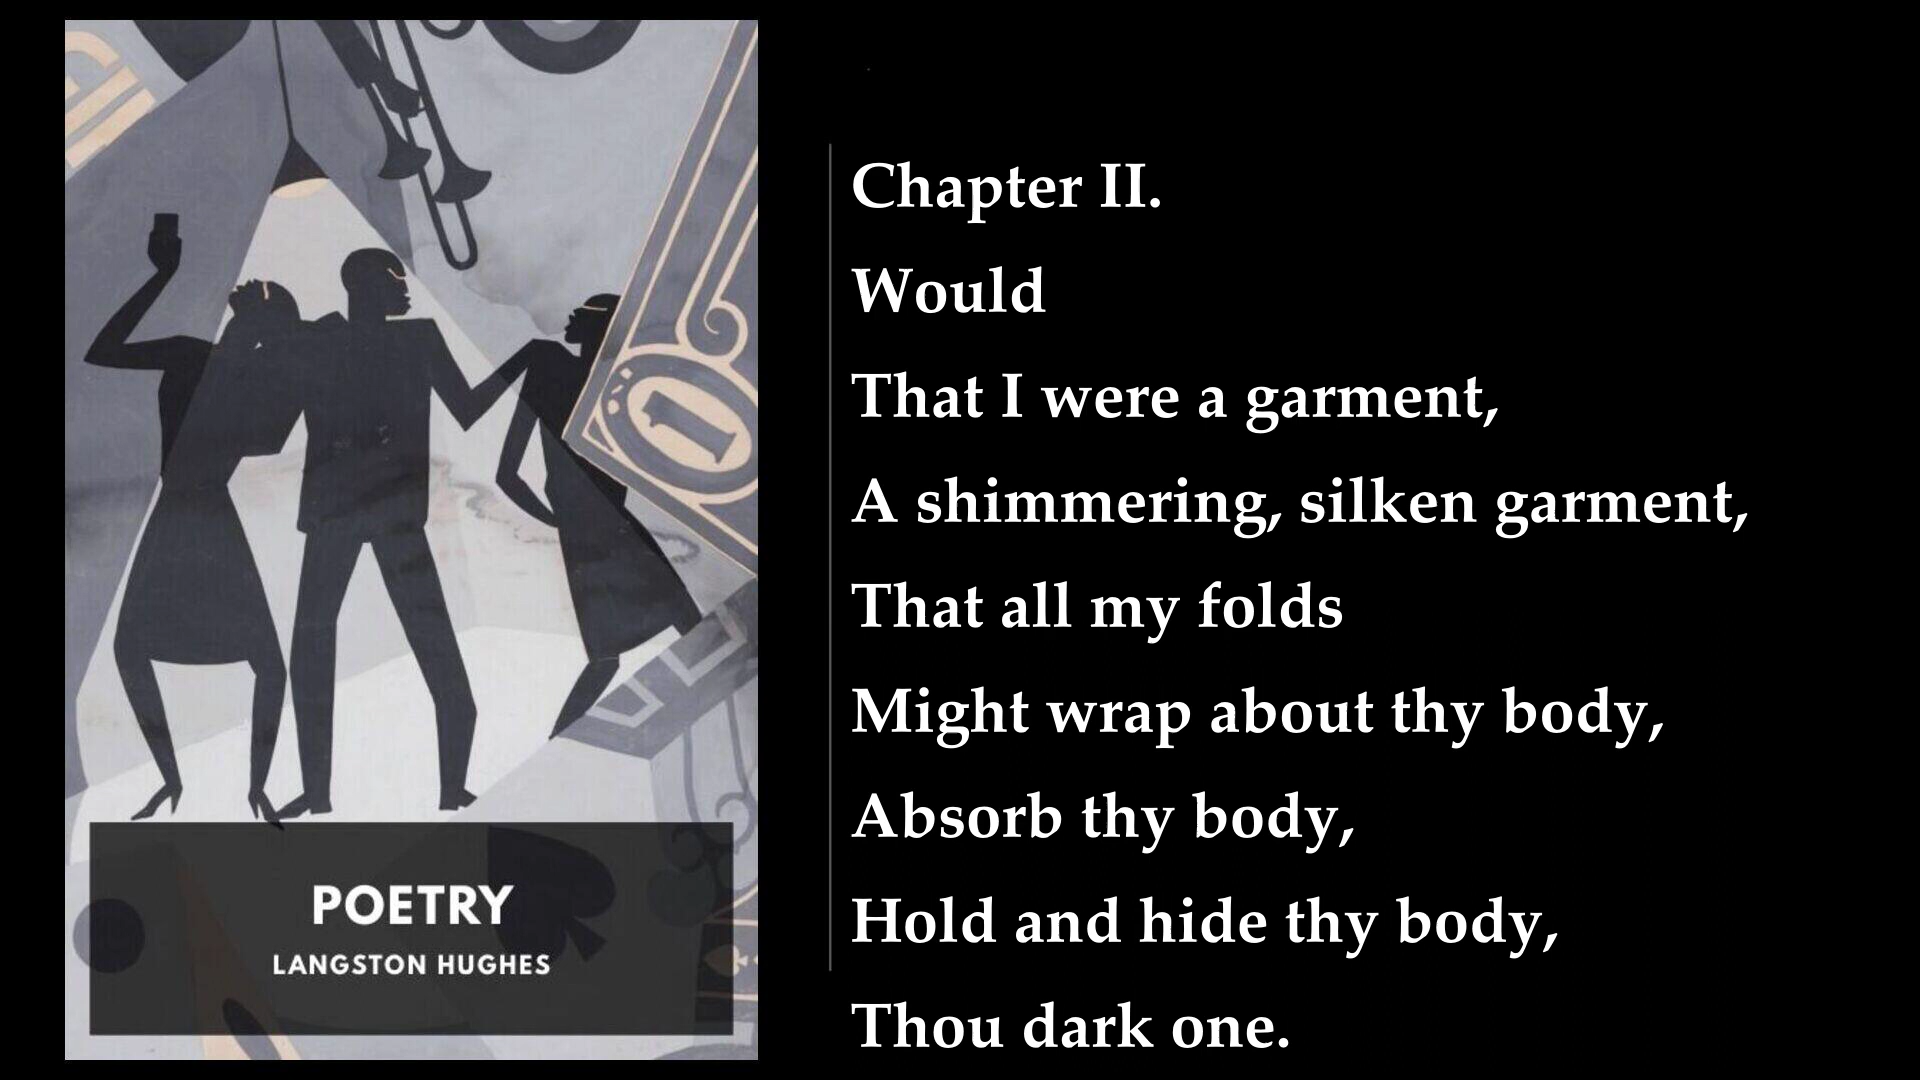 POETRY
LANGSTON HUGHES
Chapter II.
Would
That I were a garment,
A shimmering, silken garment,
That all my folds
Might wrap about thy body,
Absorb thy body,
Hold and hide thy body,
Thou dark one.